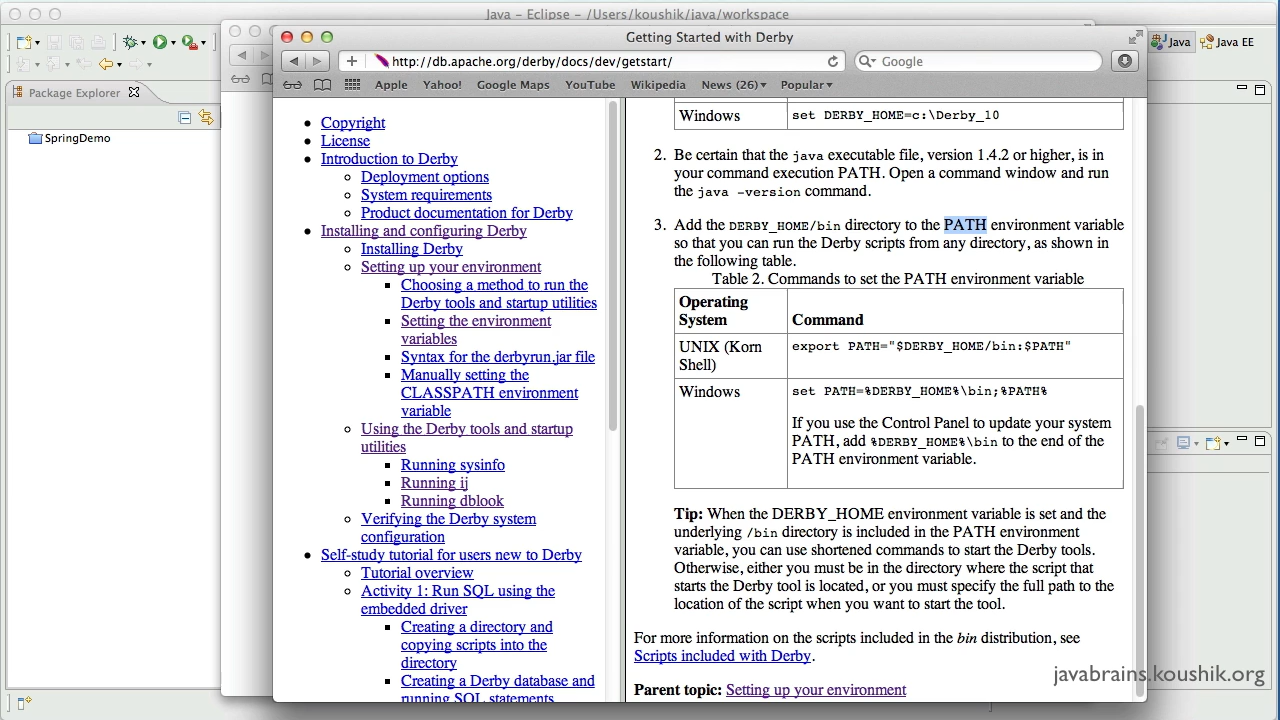 Java – Eclipse – /Users/koushik/java/workspace
Getting Started with Derby
http://db.apache.org/derby/docs/dev/getstart/
Google
Apple
Yahoo!
Google Maps
YouTube
Wikipedia
News (26)
Popular
Java
Java EE
Package Explorer
SpringDemo
Copyright
License
Introduction to Derby
Deployment options
System requirements
Product documentation for Derby
Installing and configuring Derby
Installing Derby
Setting up your environment
Choosing a method to run the
Derby tools and startup utilities
Setting the environment
variables
Syntax for the derbyrun.jar file
Manually setting the
CLASSPATH environment
variable
Using the Derby tools and startup
utilities
Running sysinfo
Running ij
Running dblook
Verifying the Derby system
configuration
Self-study tutorial for users new to Derby
Tutorial overview
Activity 1: Run SQL using the
embedded driver
Creating a directory and
copying scripts into the
directory
Creating a Derby database and
running SQL statements
Windows
set DERBY_HOME=c:\Derby_10
2. Be certain that the java executable file, version 1.4.2 or higher, is in
your command execution PATH. Open a command window and run
the java -version command.
3. Add the DERBY_HOME/bin directory to the PATH environment variable
so that you can run the Derby scripts from any directory, as shown in
the following table.
Table 2. Commands to set the PATH environment variable
Operating
System
Command
UNIX (Korn
Shell)
export PATH="$DERBY_HOME/bin:$PATH"
Windows
set PATH=%DERBY_HOME%\bin;%PATH%
If you use the Control Panel to update your system
PATH, add %DERBY_HOME%\bin to the end of the
PATH environment variable.
Tip: When the DERBY_HOME environment variable is set and the
underlying /bin directory is included in the PATH environment
variable, you can use shortened commands to start the Derby tools.
Otherwise, either you must be in the directory where the script that
starts the Derby tool is located, or you must specify the full path to the
location of the script when you want to start the tool.
For more information on the scripts included in the bin distribution, see
Scripts included with Derby.
Parent topic: Setting up your environment
javabrains.koushik.org